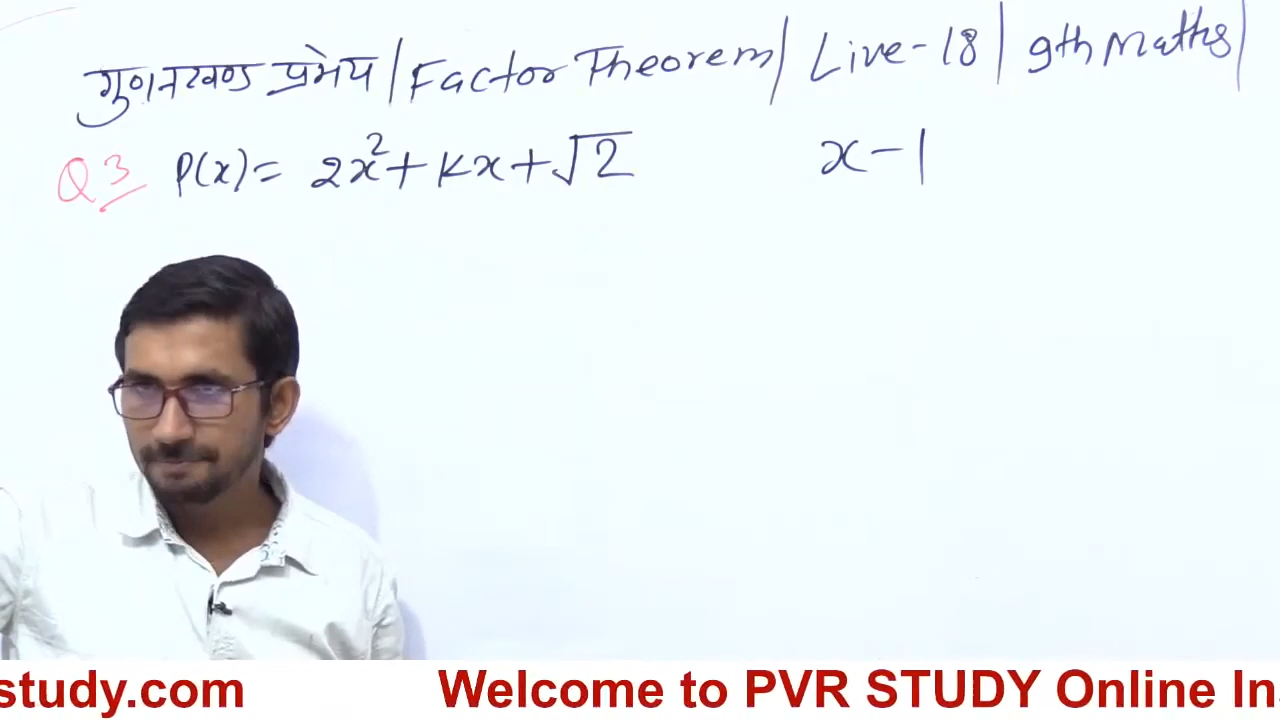 गुणनखण्ड प्रमेय | Factor Theorem | Live-18 | 9th Maths |
Q 3 P(x) = 2x² + Kx + √2 x - 1
study.com Welcome to PVR STUDY Online In